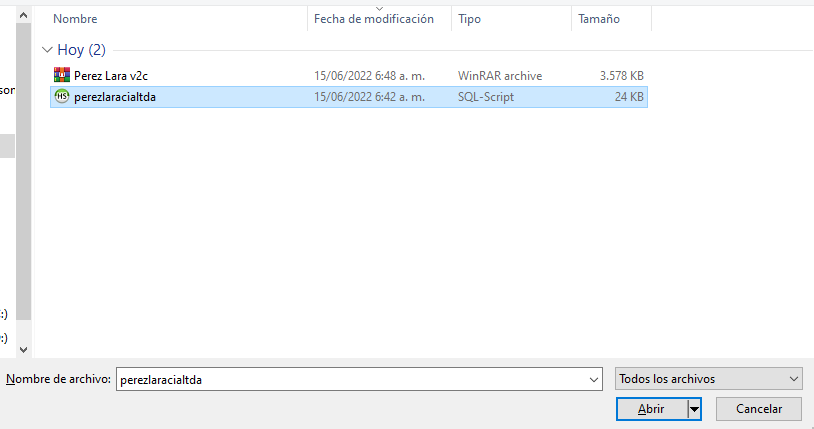 Nombre Fecha de modificación Tipo Tamaño
Hoy (2)
Perez Lara v2c 15/06/2022 6:48 a. m. WinRAR archive 3.578 KB
son
perezlaracialtda 15/06/2022 6:42 a. m. SQL-Script 24 KB
:)
:)
Nombre de archivo: perezlaracialtda Todos los archivos
Abrir Cancelar